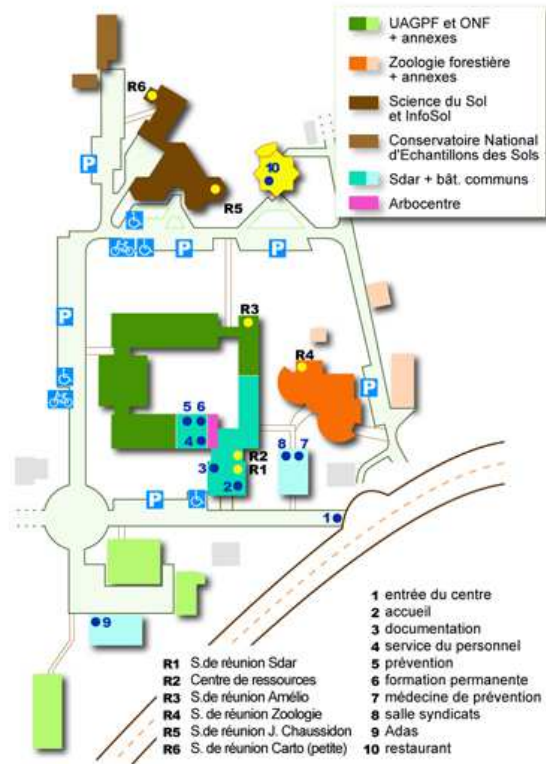 UAGPF et ONF
+ annexes
Zoologie forestière
+ annexes
Science du Sol
et InfoSol
Conservatoire National
d'Echantillons des Sols
Sdar + bât. communs
Arbocentre
R6
P
10
R5
P
P
P
R3
R4
P
5 6
4
8 7
R2
3
R1
2
P
1
9
1 entrée du centre
2 accueil
3 documentation
4 service du personnel
5 prévention
6 formation permanente
7 médecine de prévention
8 salle syndicats
9 Adas
10 restaurant
R1 S.de réunion Sdar
R2 Centre de ressources
R3 S.de réunion Amélio
R4 S. de réunion Zoologie
R5 S.de réunion J. Chaussidon
R6 S. de réunion Carto (petite)